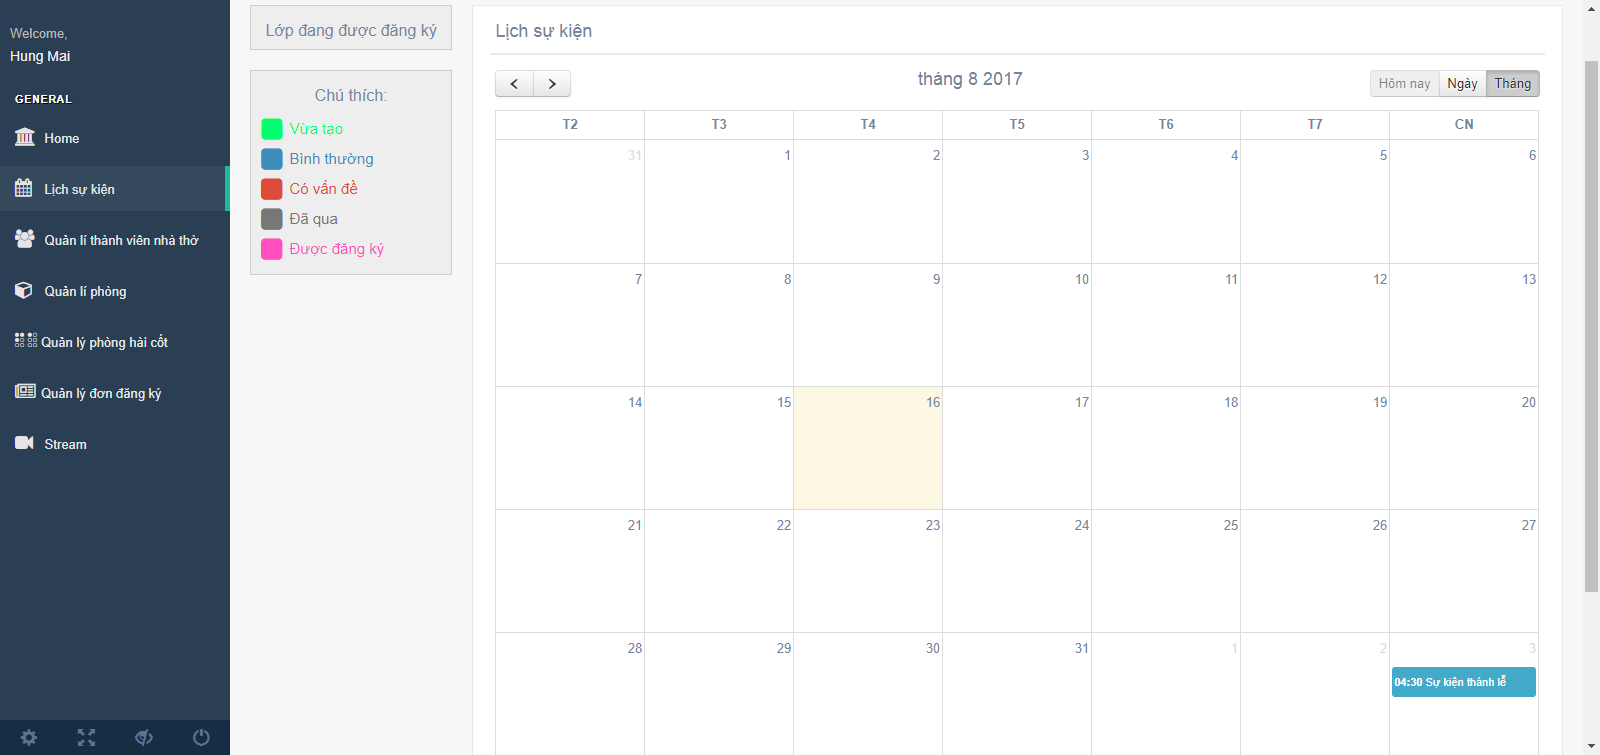 Welcome,
Hung Mai
GENERAL
Home
Lịch sự kiện
Quản lí thành viên nhà thờ
Quản lí phòng
Quản lý phòng hài cốt
Quản lý đơn đăng ký
Stream
Lớp đang được đăng ký
Chú thích:
Vừa tạo
Bình thường
Có vấn đề
Đã qua
Được đăng ký
Lịch sự kiện
tháng 8 2017
Hôm nay Ngày Tháng
T2 T3 T4 T5 T6 T7 CN
31 1 2 3 4 5 6
7 8 9 10 11 12 13
14 15 16 17 18 19 20
21 22 23 24 25 26 27
28 29 30 31 1 2 3
04:30 Sự kiện thánh lễ